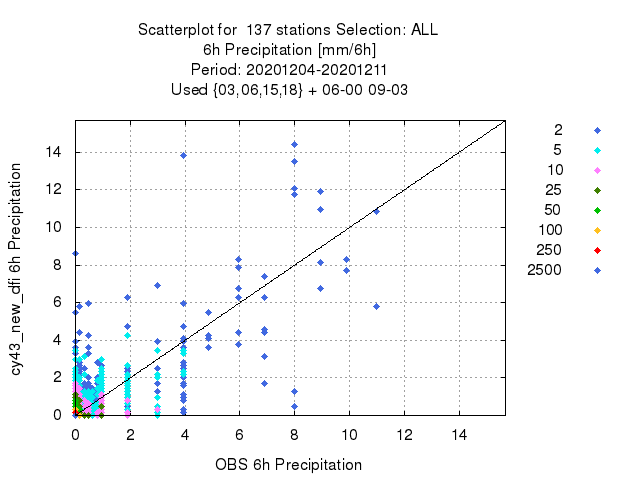 Scatterplot for 137 stations Selection: ALL
6h Precipitation [mm/6h]
Period: 20201204-20201211
Used {03,06,15,18} + 06-00 09-03
cy43_new_dfi 6h Precipitation
14
12
10
8
6
4
2
0
0 2 4 6 8 10 12 14
OBS 6h Precipitation
2
5
10
25
50
100
250
2500